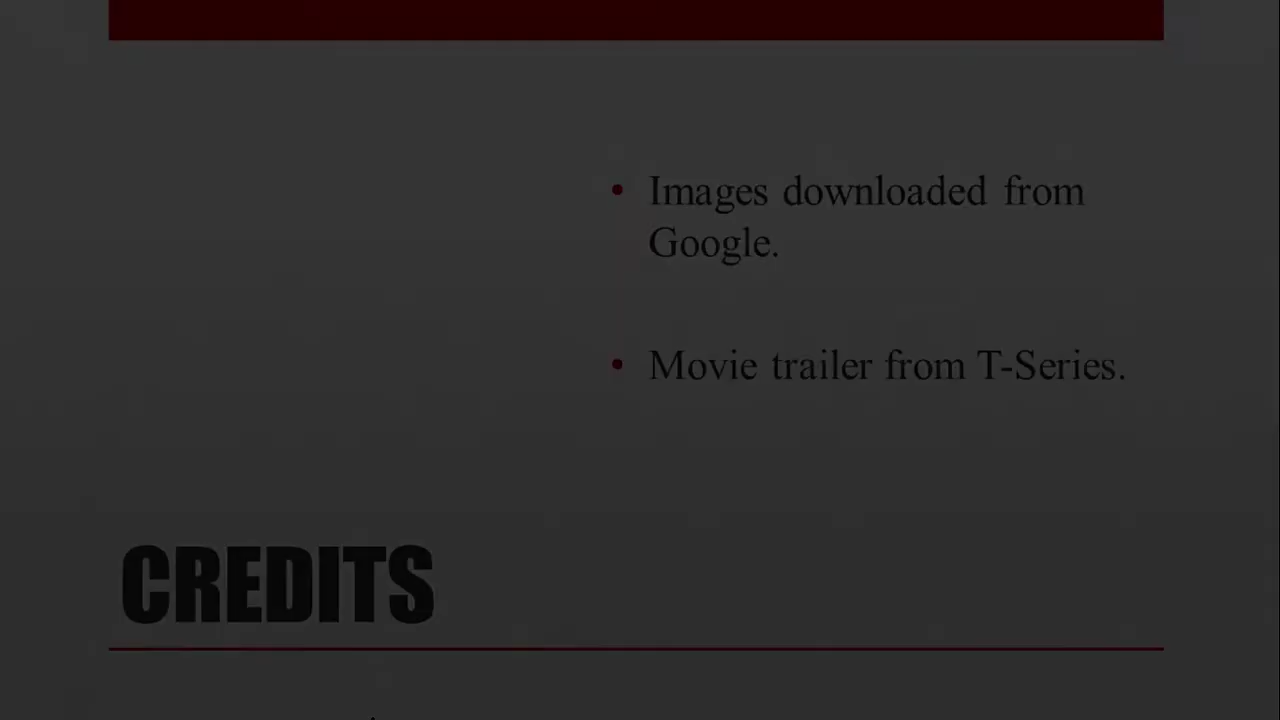 • Images downloaded from
Google.
• Movie trailer from T-Series.
CREDITS